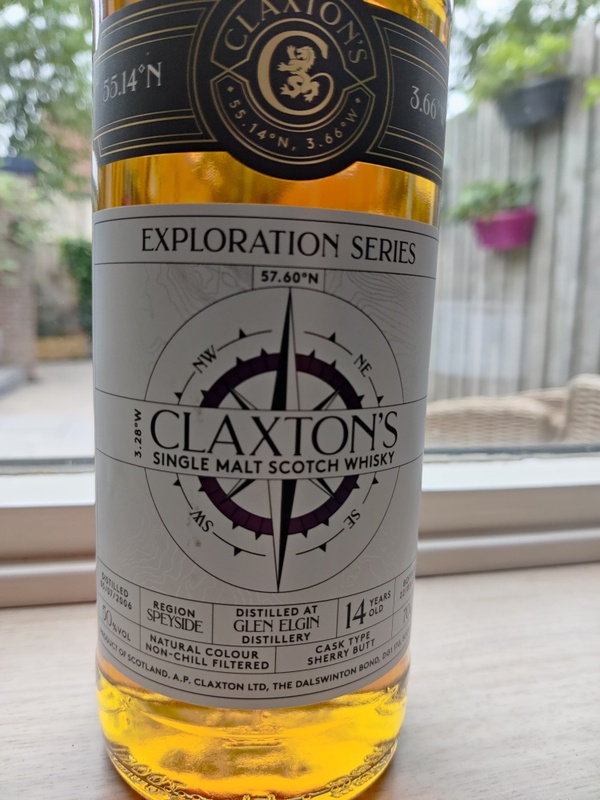 CLAXTON'S
C
55.14°N
3.66°
55.14°N, 3.66°W
EXPLORATION SERIES
57.60°N
NW
NE
3.28°W
CLAXTON'S
SINGLE MALT SCOTCH WHISKY
SW
SE
DISTILLED
2006
REGION
SPEYSIDE
DISTILLED AT
GLEN ELGIN
DISTILLERY
14 YEARS
OLD
50%VOL
NATURAL COLOUR
NON-CHILL FILTERED
CASK TYPE
SHERRY BUTT
PRODUCT OF SCOTLAND. A.P. CLAXTON LTD, THE DALSWINTON BOND,